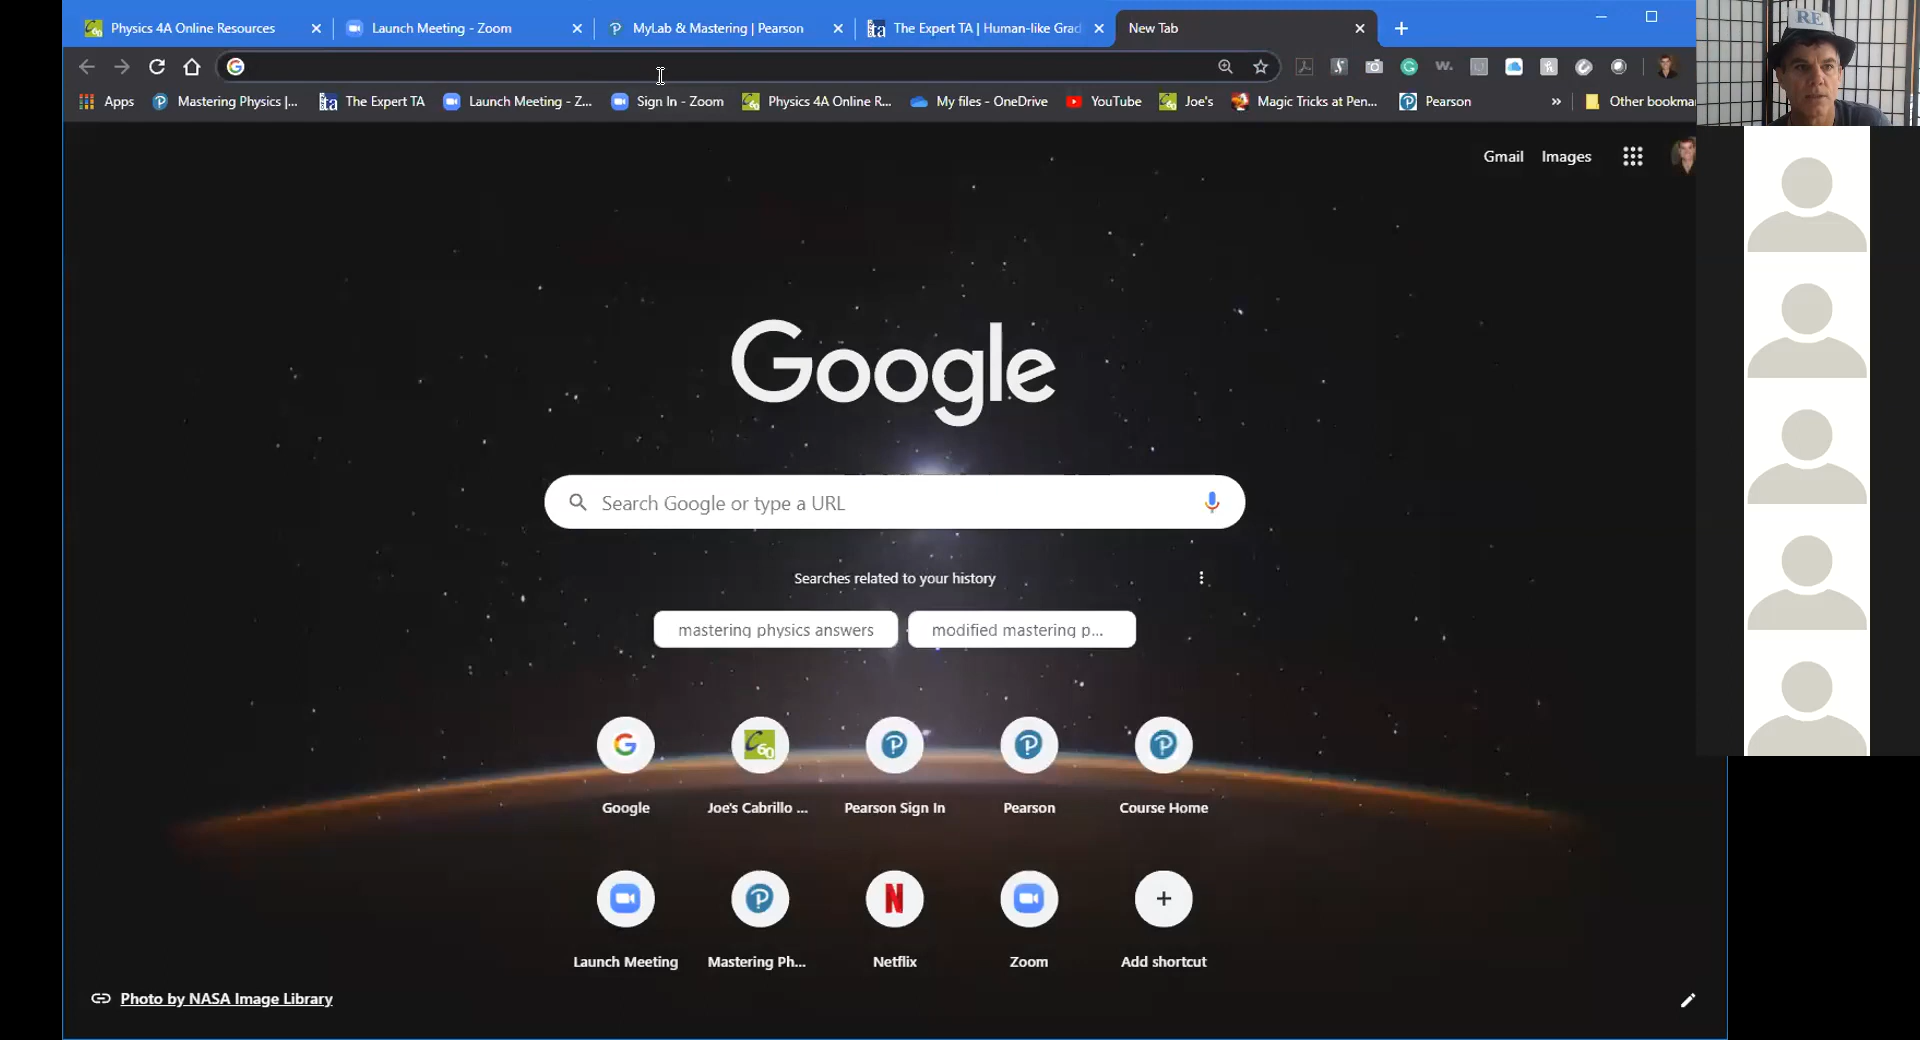 Physics 4A Online Resources
Launch Meeting - Zoom
MyLab & Mastering | Pearson
The Expert TA | Human-like Grad
New Tab
Apps
Mastering Physics |...
The Expert TA
Launch Meeting - Z...
Sign In - Zoom
Physics 4A Online R...
My files - OneDrive
YouTube
Joe's
Magic Tricks at Pen...
Pearson
Other bookma
RE
Gmail
Images
Google
Search Google or type a URL
Searches related to your history
mastering physics answers
modified mastering p...
Google
Joe's Cabrillo ...
Pearson Sign In
Pearson
Course Home
Launch Meeting
Mastering Ph...
Netflix
Zoom
Add shortcut
Photo by NASA Image Library